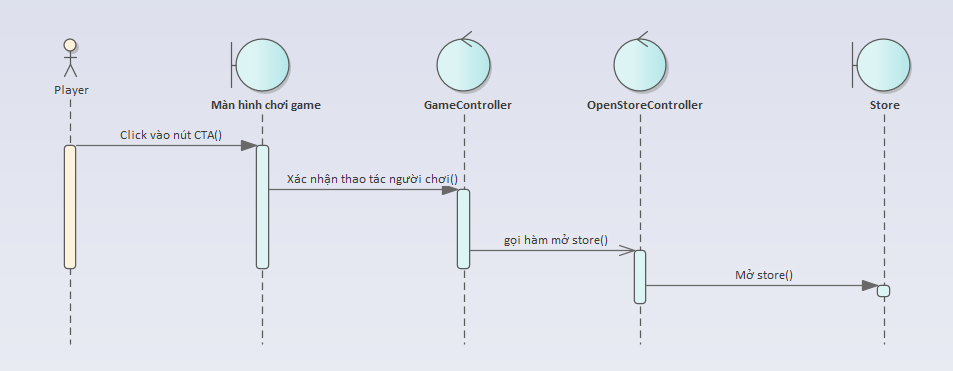 Player
Màn hình chơi game
GameController
OpenStoreController
Store
Click vào nút CTA()
Xác nhận thao tác người chơi()
gọi hàm mở store()
Mở store()